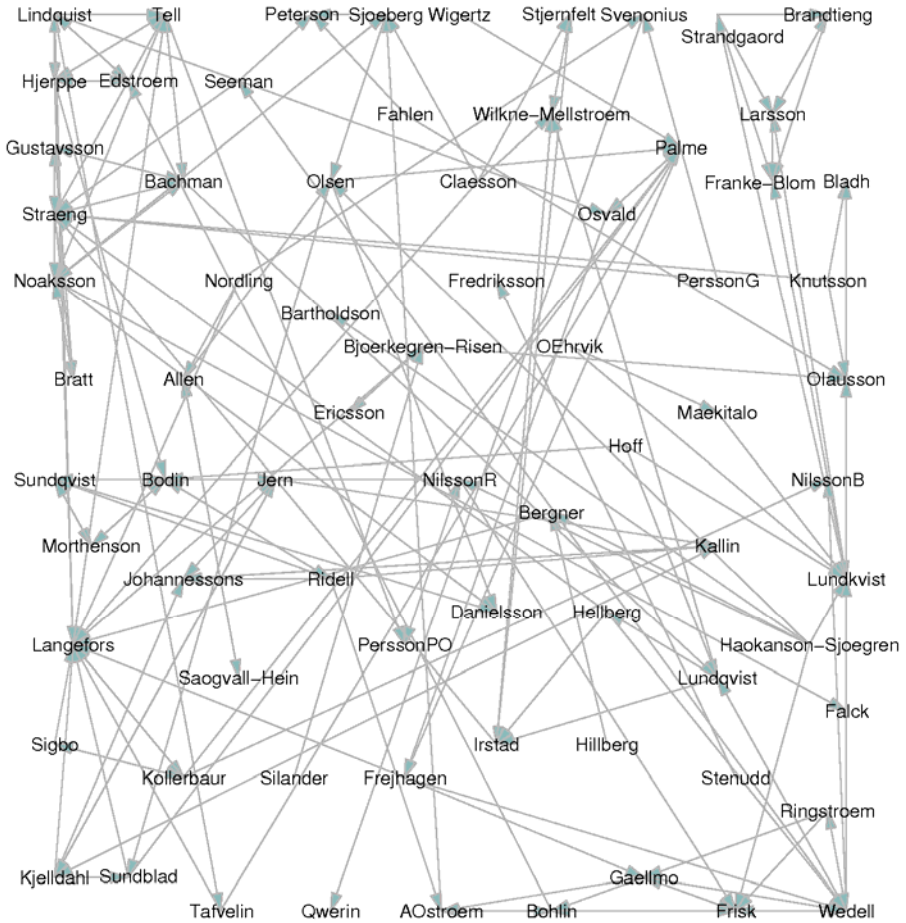 Lindquist Tell Peterson Sjoeberg Wigertz Stjernfelt Svenonius Brandtieng
Strandgaord
Hjerppe Edstroem Seeman
Fahlen Wilkne-Mellstroem Larsson
Gustavsson Palme
Bachman Olsen Claesson Franke-Blom Bladh
Straeng Osvald
Noaksson Nordling Fredriksson PerssonG Knutsson
Bartholdson
Bjoerkegren-Risen OEhrvik
Bratt Allen Olausson
Ericsson Maekitalo
Hoff
Sundqvist Bodin Jern NilssonR NilssonB
Bergner
Morthenson Kallin
Johannessons Ridell Lundkvist
Danielsson Hellberg
Langefors PerssonPO Haokanson-Sjoegren
Saogvall-Hein Lundqvist
Falck
Sigbo Irstad Hillberg
Kollerbaur Silander Frejhagen Stenudd
Ringstroem
Kjelldahl Sundblad Gaellmo
Tafvelin Qwerin AOstroem Bohlin Frisk Wedell